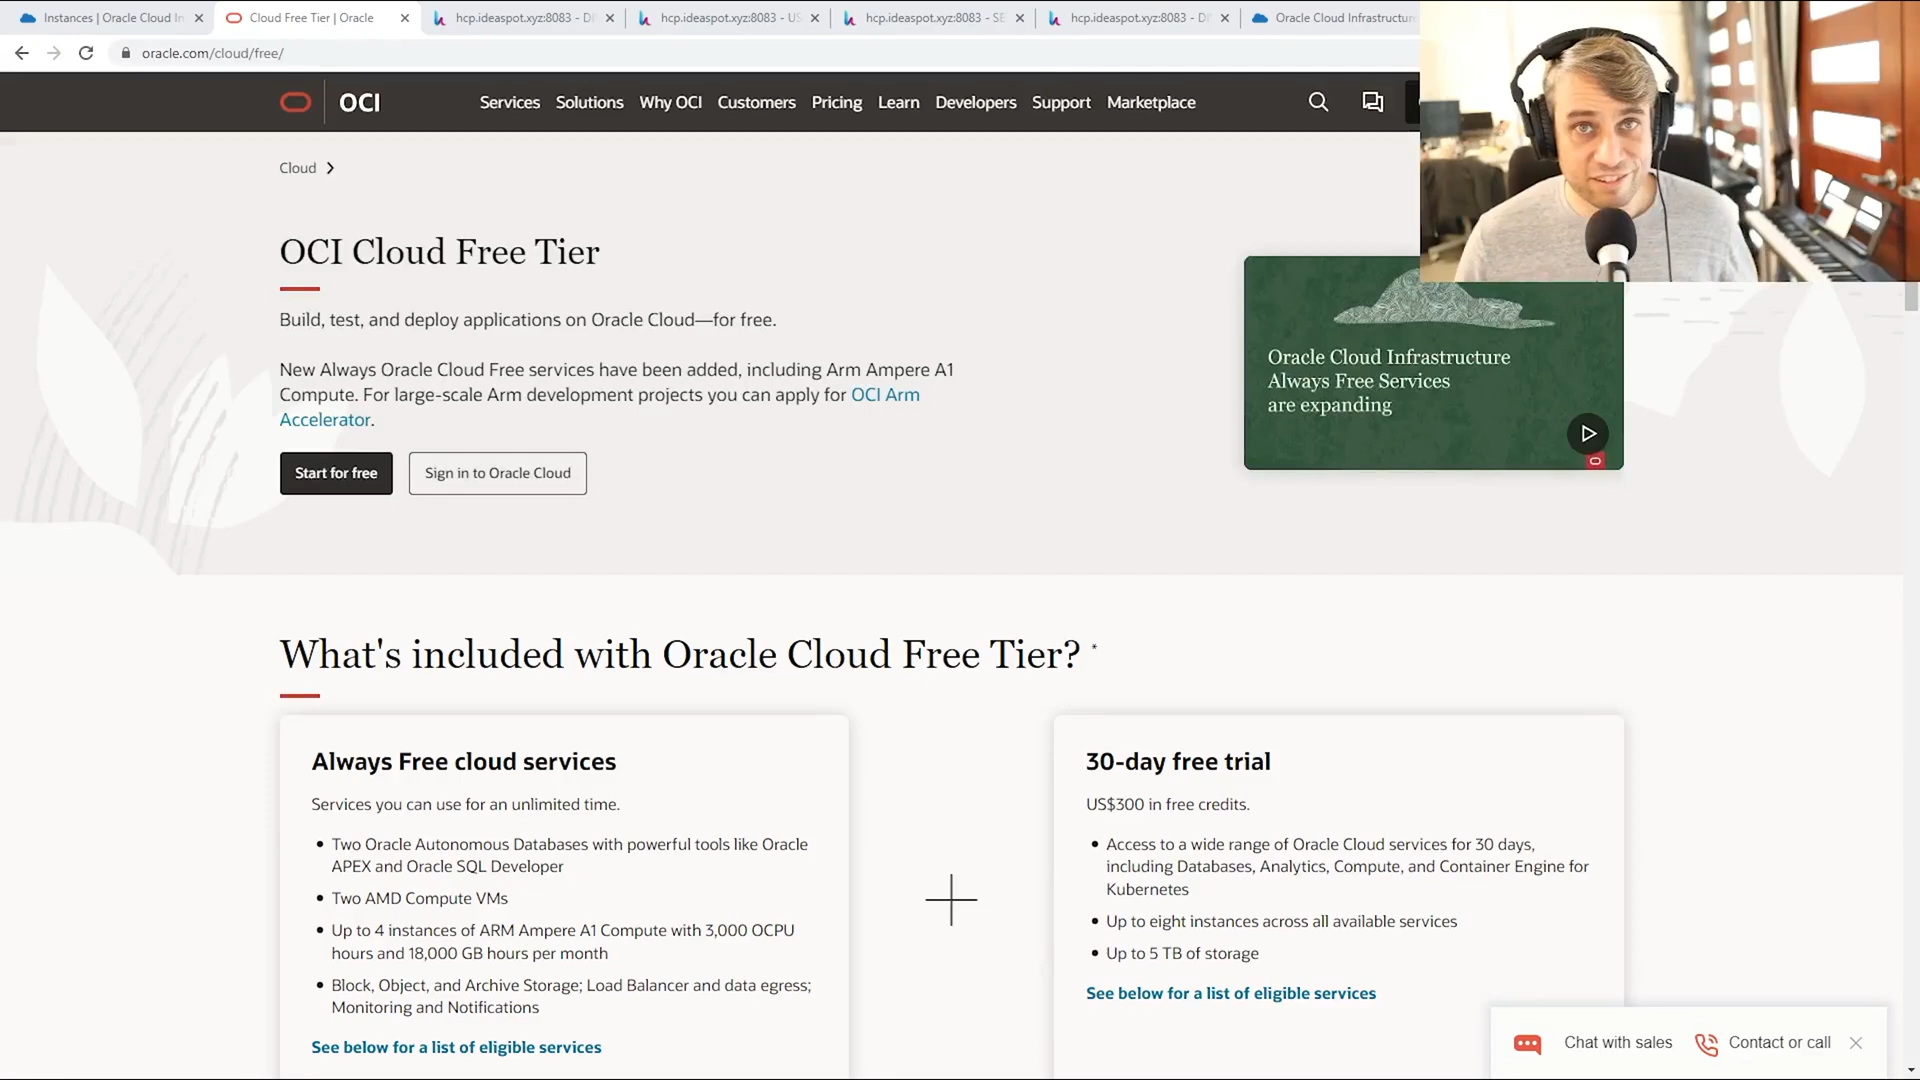 Instances | Oracle Cloud In
Cloud Free Tier | Oracle
hcp.ideaspot.xyz:8083 - DI
hcp.ideaspot.xyz:8083 - US
hcp.ideaspot.xyz:8083 - SE
hcp.ideaspot.xyz:8083 - DI
Oracle Cloud Infrastructure
oracle.com/cloud/free/
OCI
Services Solutions Why OCI Customers Pricing Learn Developers Support Marketplace
Cloud
OCI Cloud Free Tier
Build, test, and deploy applications on Oracle Cloud—for free.
New Always Oracle Cloud Free services have been added, including Arm Ampere A1
Compute. For large-scale Arm development projects you can apply for OCI Arm
Accelerator.
Start for free
Sign in to Oracle Cloud
Oracle Cloud Infrastructure
Always Free Services
are expanding
What's included with Oracle Cloud Free Tier? *
Always Free cloud services
Services you can use for an unlimited time.
• Two Oracle Autonomous Databases with powerful tools like Oracle
APEX and Oracle SQL Developer
• Two AMD Compute VMs
• Up to 4 instances of ARM Ampere A1 Compute with 3,000 OCPU
hours and 18,000 GB hours per month
• Block, Object, and Archive Storage; Load Balancer and data egress;
Monitoring and Notifications
See below for a list of eligible services
30-day free trial
US$300 in free credits.
• Access to a wide range of Oracle Cloud services for 30 days,
including Databases, Analytics, Compute, and Container Engine for
Kubernetes
• Up to eight instances across all available services
• Up to 5 TB of storage
See below for a list of eligible services
Chat with sales
Contact or call